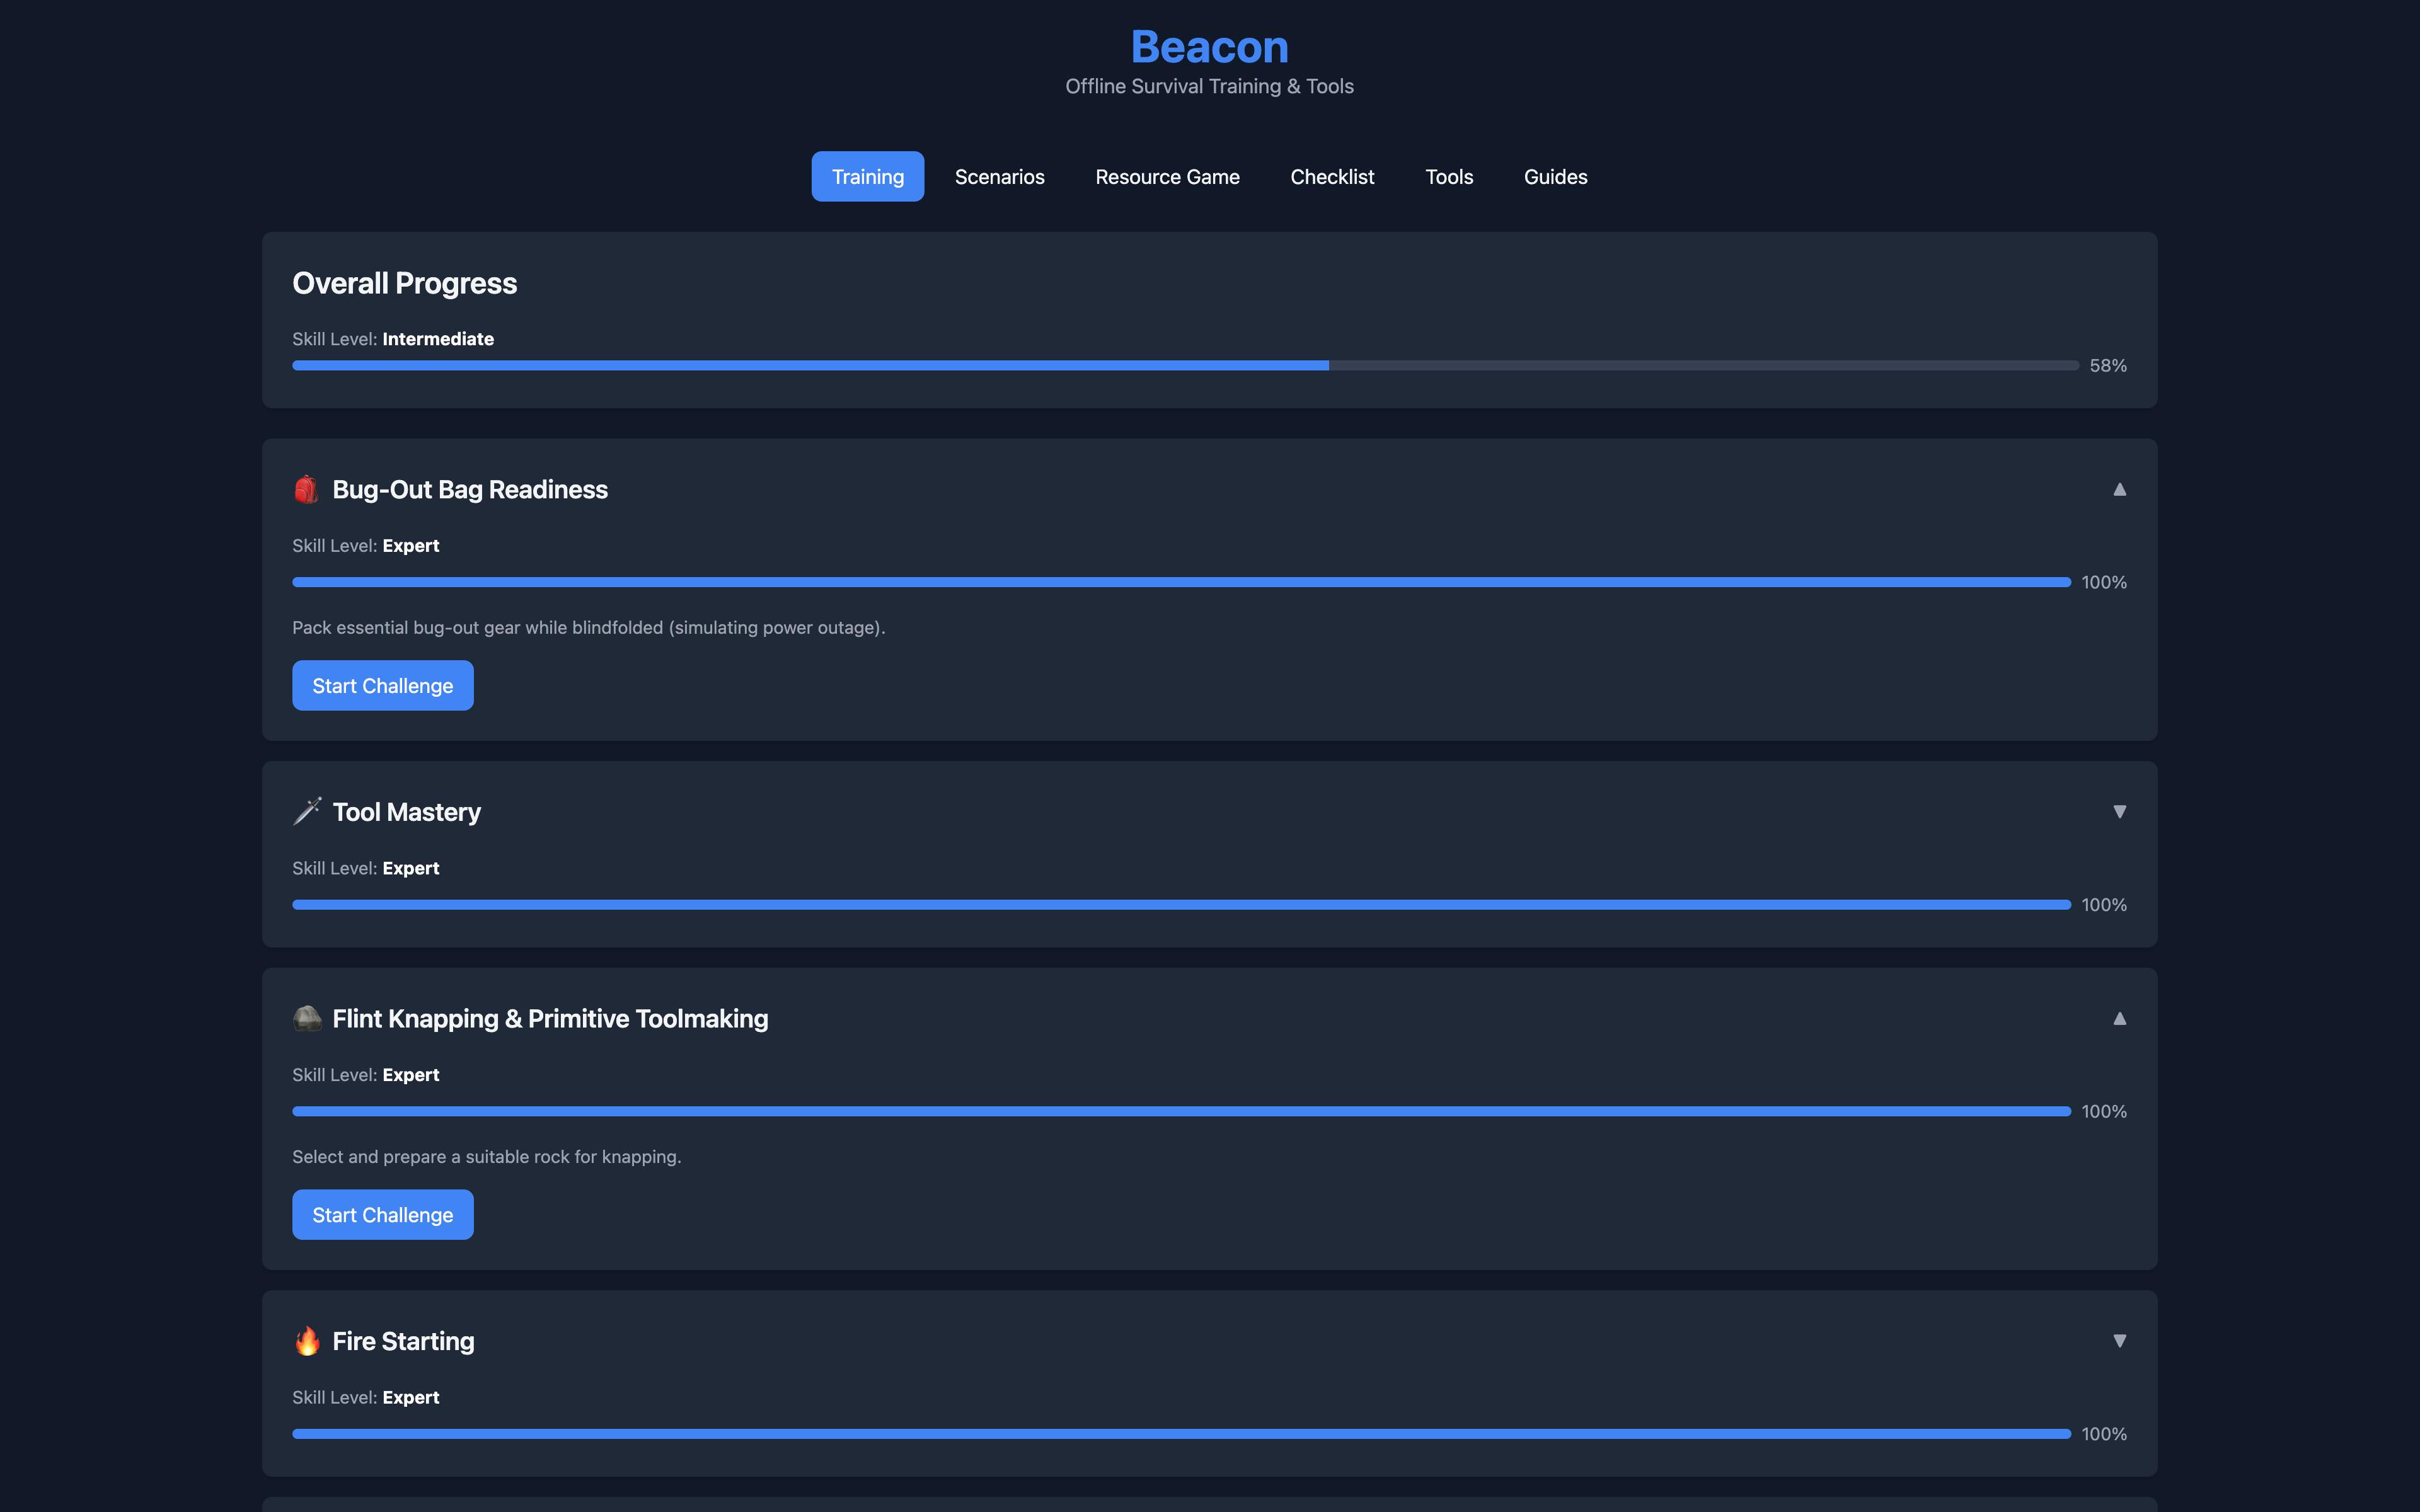 Beacon
Offline Survival Training & Tools
Training Scenarios Resource Game Checklist Tools Guides
Overall Progress
Skill Level: Intermediate
58%
Bug-Out Bag Readiness
Skill Level: Expert
100%
Pack essential bug-out gear while blindfolded (simulating power outage).
Start Challenge
Tool Mastery
Skill Level: Expert
100%
Flint Knapping & Primitive Toolmaking
Skill Level: Expert
100%
Select and prepare a suitable rock for knapping.
Start Challenge
Fire Starting
Skill Level: Expert
100%